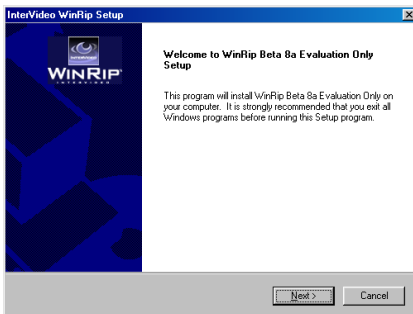 InterVideo WinRip Setup
WINRIP
INTERVIDEO
Welcome to WinRip Beta 8a Evaluation Only
Setup
This program will install WinRip Beta 8a Evaluation Only on
your computer. It is strongly recommended that you exit all
Windows programs before running this Setup program.
Next >
Cancel